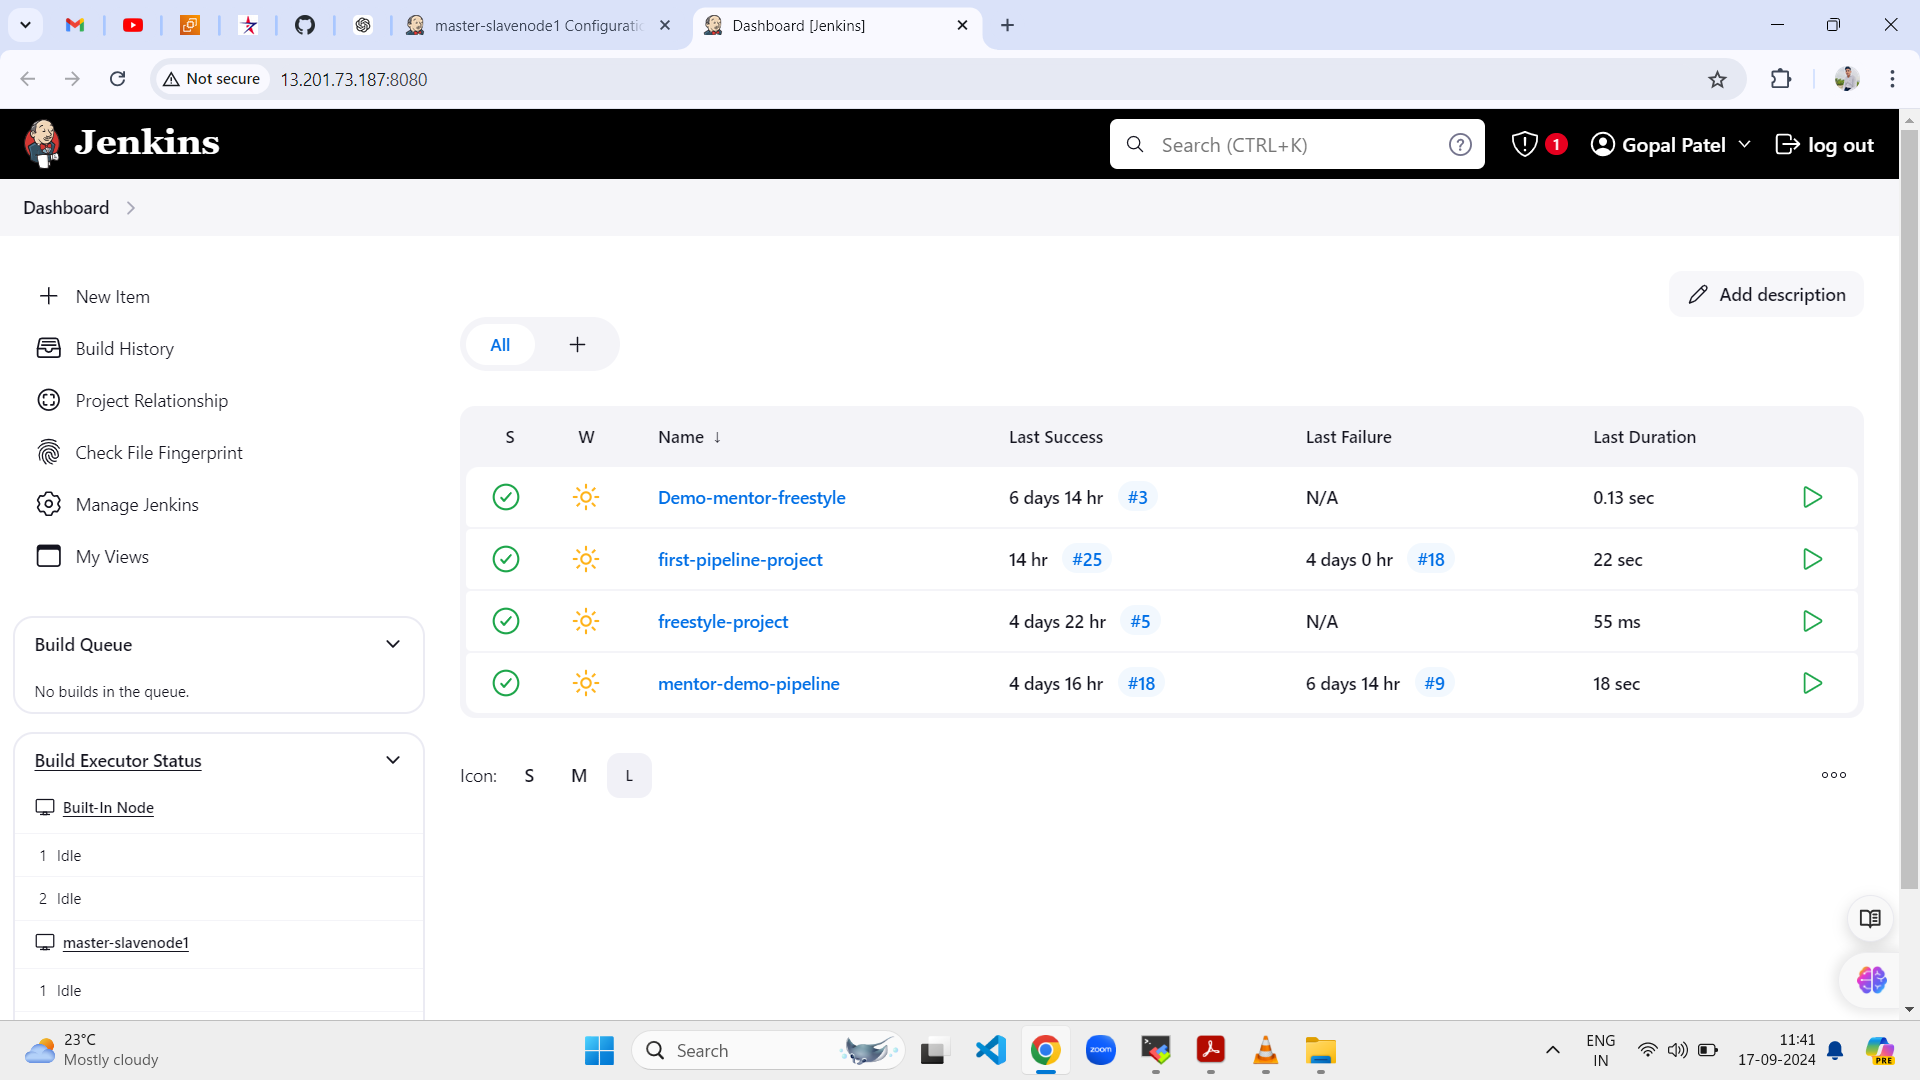 master-slavenode1 Configuratio
Dashboard [Jenkins]
Not secure
13.201.73.187:8080
Jenkins
Search (CTRL+K)
?
1
Gopal Patel
log out
Dashboard
New Item
Build History
Project Relationship
Check File Fingerprint
Manage Jenkins
My Views
Add description
All
S W Name ↓ Last Success Last Failure Last Duration
Demo-mentor-freestyle 6 days 14 hr #3 N/A 0.13 sec
first-pipeline-project 14 hr #25 4 days 0 hr #18 22 sec
freestyle-project 4 days 22 hr #5 N/A 55 ms
mentor-demo-pipeline 4 days 16 hr #18 6 days 14 hr #9 18 sec
Icon: S M L
Build Queue
No builds in the queue.
Build Executor Status
Built-In Node
1 Idle
2 Idle
master-slavenode1
1 Idle
23°C
Mostly cloudy
Search
zoom
ENG
IN
11:41
17-09-2024
PRE